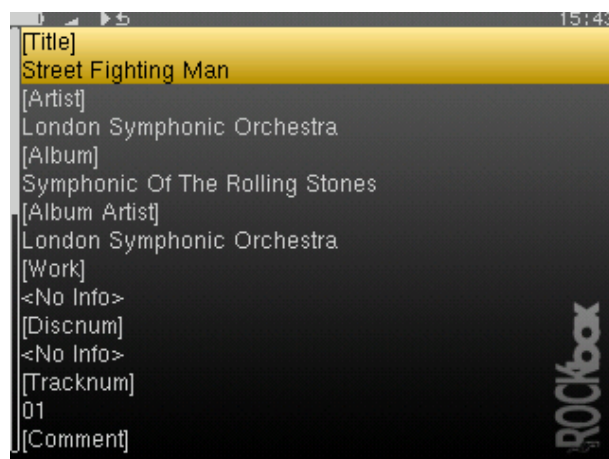 15:43
[Title]
Street Fighting Man
[Artist]
London Symphonic Orchestra
[Album]
Symphonic Of The Rolling Stones
[Album Artist]
London Symphonic Orchestra
[Work]
<No Info>
[Discnum]
<No Info>
[Tracknum]
01
[Comment]
ROCKbox